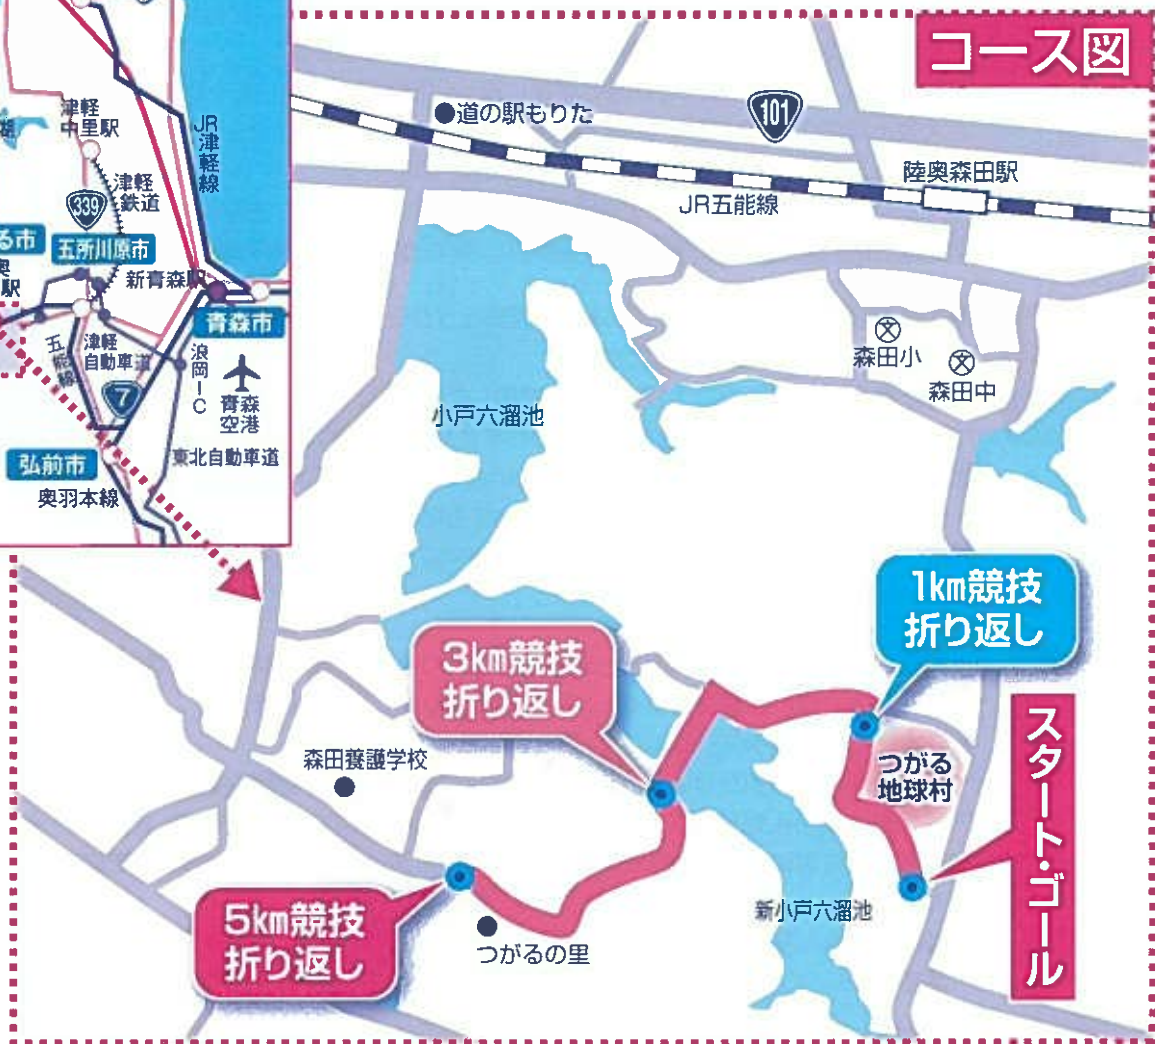 コース図
津軽
中里駅
JR津軽線
津軽
鉄道
339
五所川原市
新青森駅
青森市
五能線
津軽
自動車道
浪岡IC
7
青森
空港
弘前市
東北自動車道
奥羽本線
道の駅もりた
101
陸奥森田駅
JR五能線
森田小
森田中
小戸六溜池
1km競技
折り返し
3km競技
折り返し
スタート・ゴール
つがる
地球村
森田養護学校
5km競技
折り返し
つがるの里
新小戸六溜池